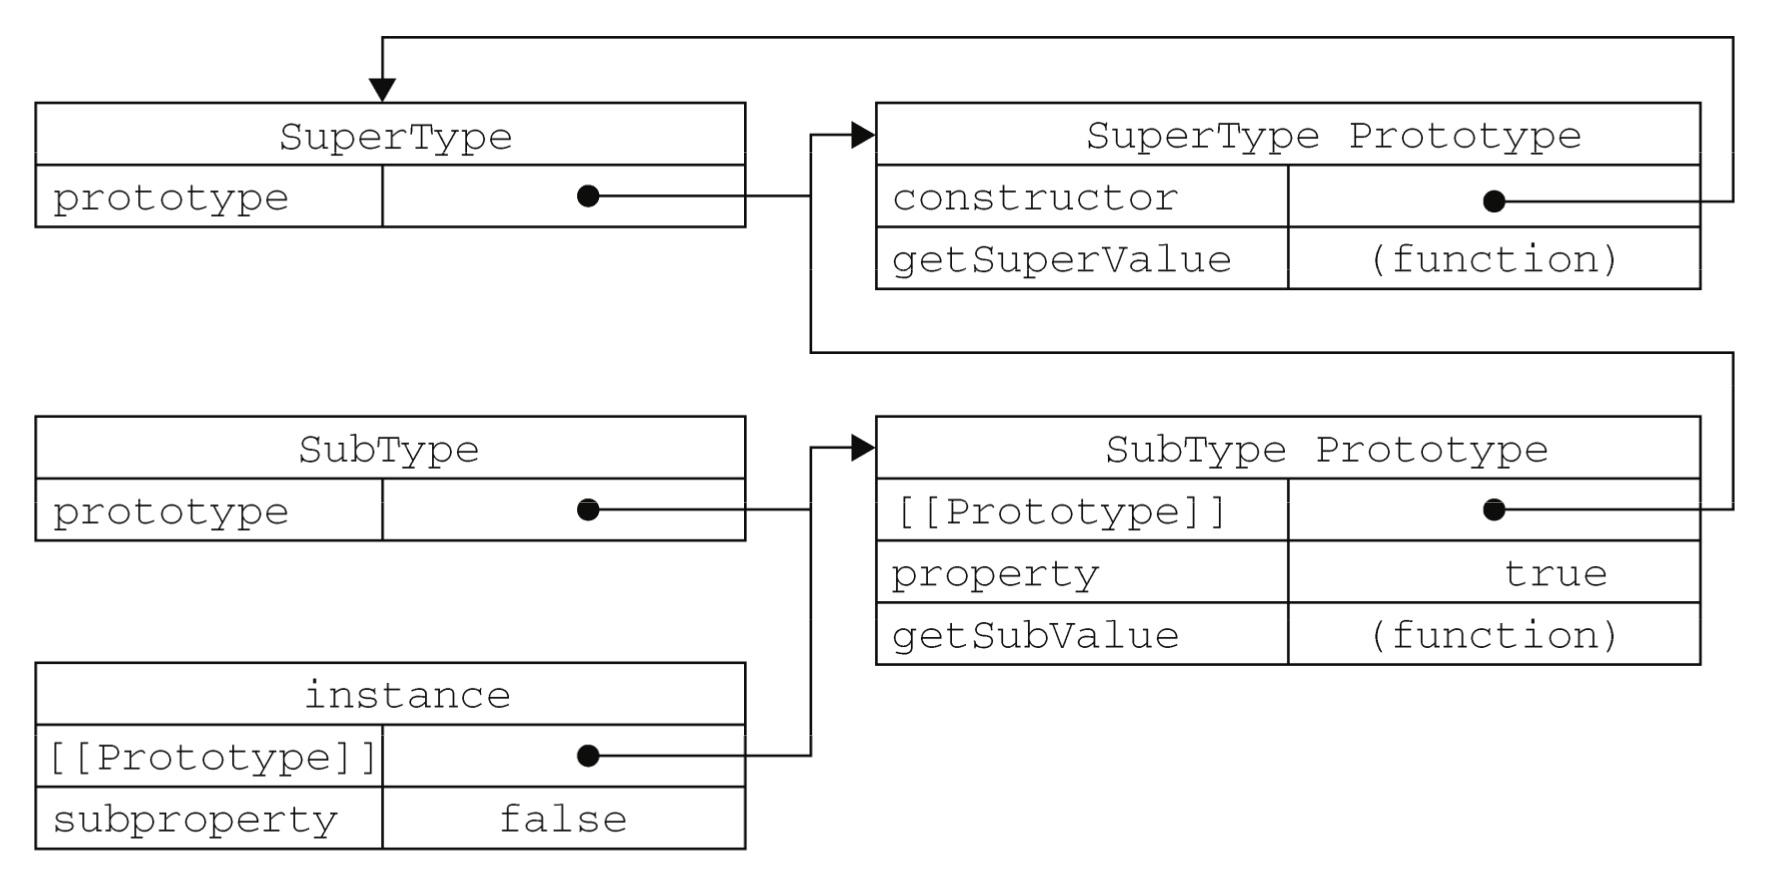 SuperType
prototype
SuperType Prototype
constructor
getSuperValue (function)
SubType
prototype
SubType Prototype
[[Prototype]]
property true
getSubValue (function)
instance
[[Prototype]]
subproperty false